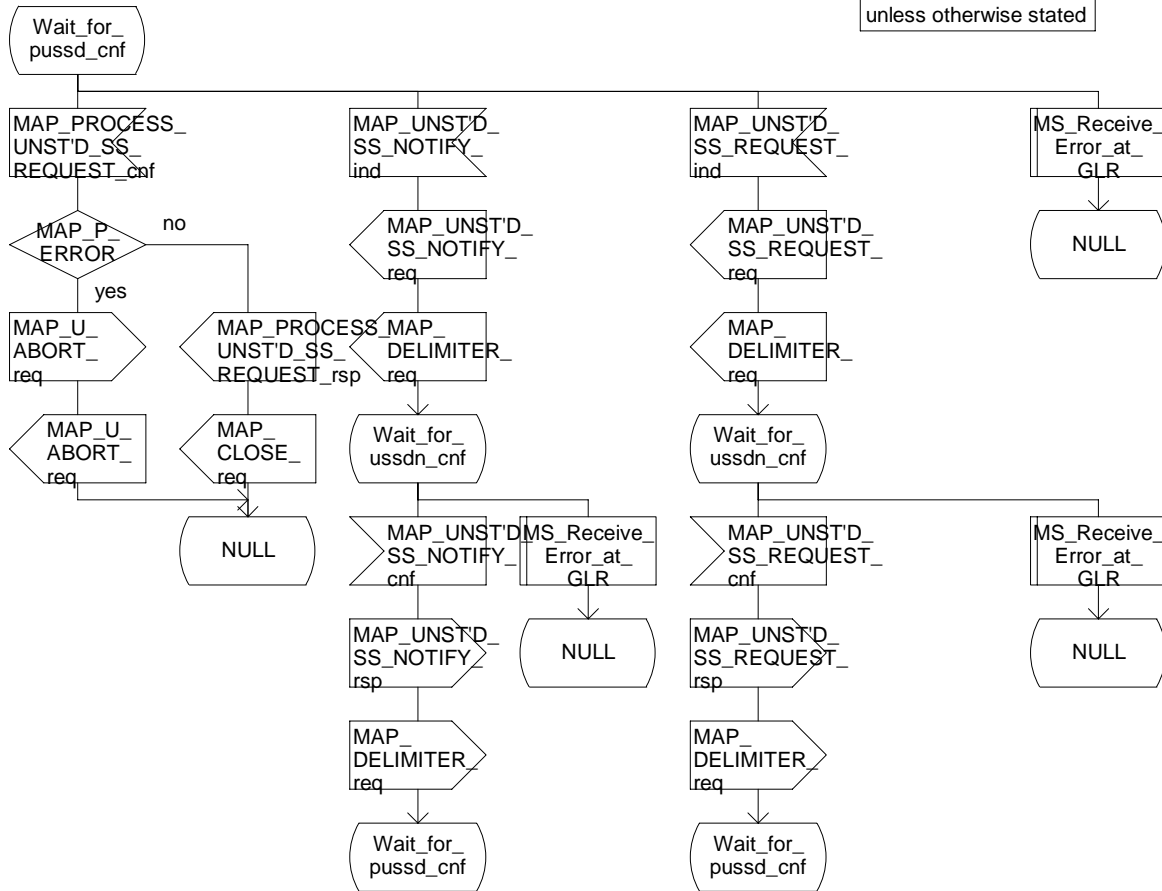 unless otherwise stated
Wait_for_
pussd_cnf
MAP_PROCESS_
UNST'D_SS_
REQUEST_cnf
MAP_UNST'D_
SS_NOTIFY_
ind
MAP_UNST'D_
SS_REQUEST_
ind
MS_Receive_
Error_at_
GLR
MAP_P_
ERROR
no
yes
MAP_UNST'D_
SS_NOTIFY_
req
MAP_UNST'D_
SS_REQUEST_
req
NULL
MAP_U_
ABORT_
req
MAP_PROCESS_
UNST'D_SS_
REQUEST_rsp
MAP_
DELIMITER_
req
MAP_
DELIMITER_
req
MAP_U_
ABORT_
req
MAP_
CLOSE_
req
Wait_for_
ussdn_cnf
Wait_for_
ussdn_cnf
NULL
MAP_UNST'D_
SS_NOTIFY_
cnf
MS_Receive_
Error_at_
GLR
MAP_UNST'D_
SS_REQUEST_
cnf
MS_Receive_
Error_at_
GLR
MAP_UNST'D_
SS_NOTIFY_
rsp
NULL
MAP_UNST'D_
SS_REQUEST_
rsp
NULL
MAP_
DELIMITER_
req
MAP_
DELIMITER_
req
Wait_for_
pussd_cnf
Wait_for_
pussd_cnf